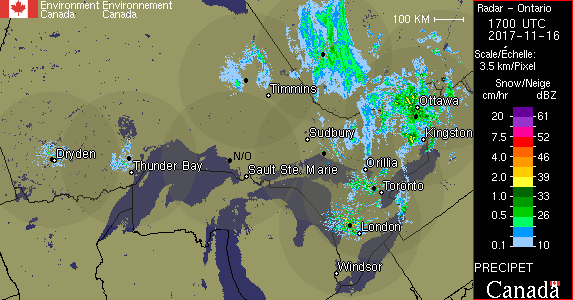 Environment Environnement
Canada Canada
100 KM
Timmins
Ottawa
Sudbury
Kingston
Dryden
N/O
Thunder Bay
Sault Ste. Marie
Orillia
Toronto
London
Windsor
Radar - Ontario
1700 UTC
2017-11-16
Scale/Échelle:
3.5 km/Pixel
Snow/Neige
cm/hr dBZ
20 61
7.5 52
4.0 46
2.0 39
1.0 33
0.5 26
0.1 10
PRECIPET
Canada